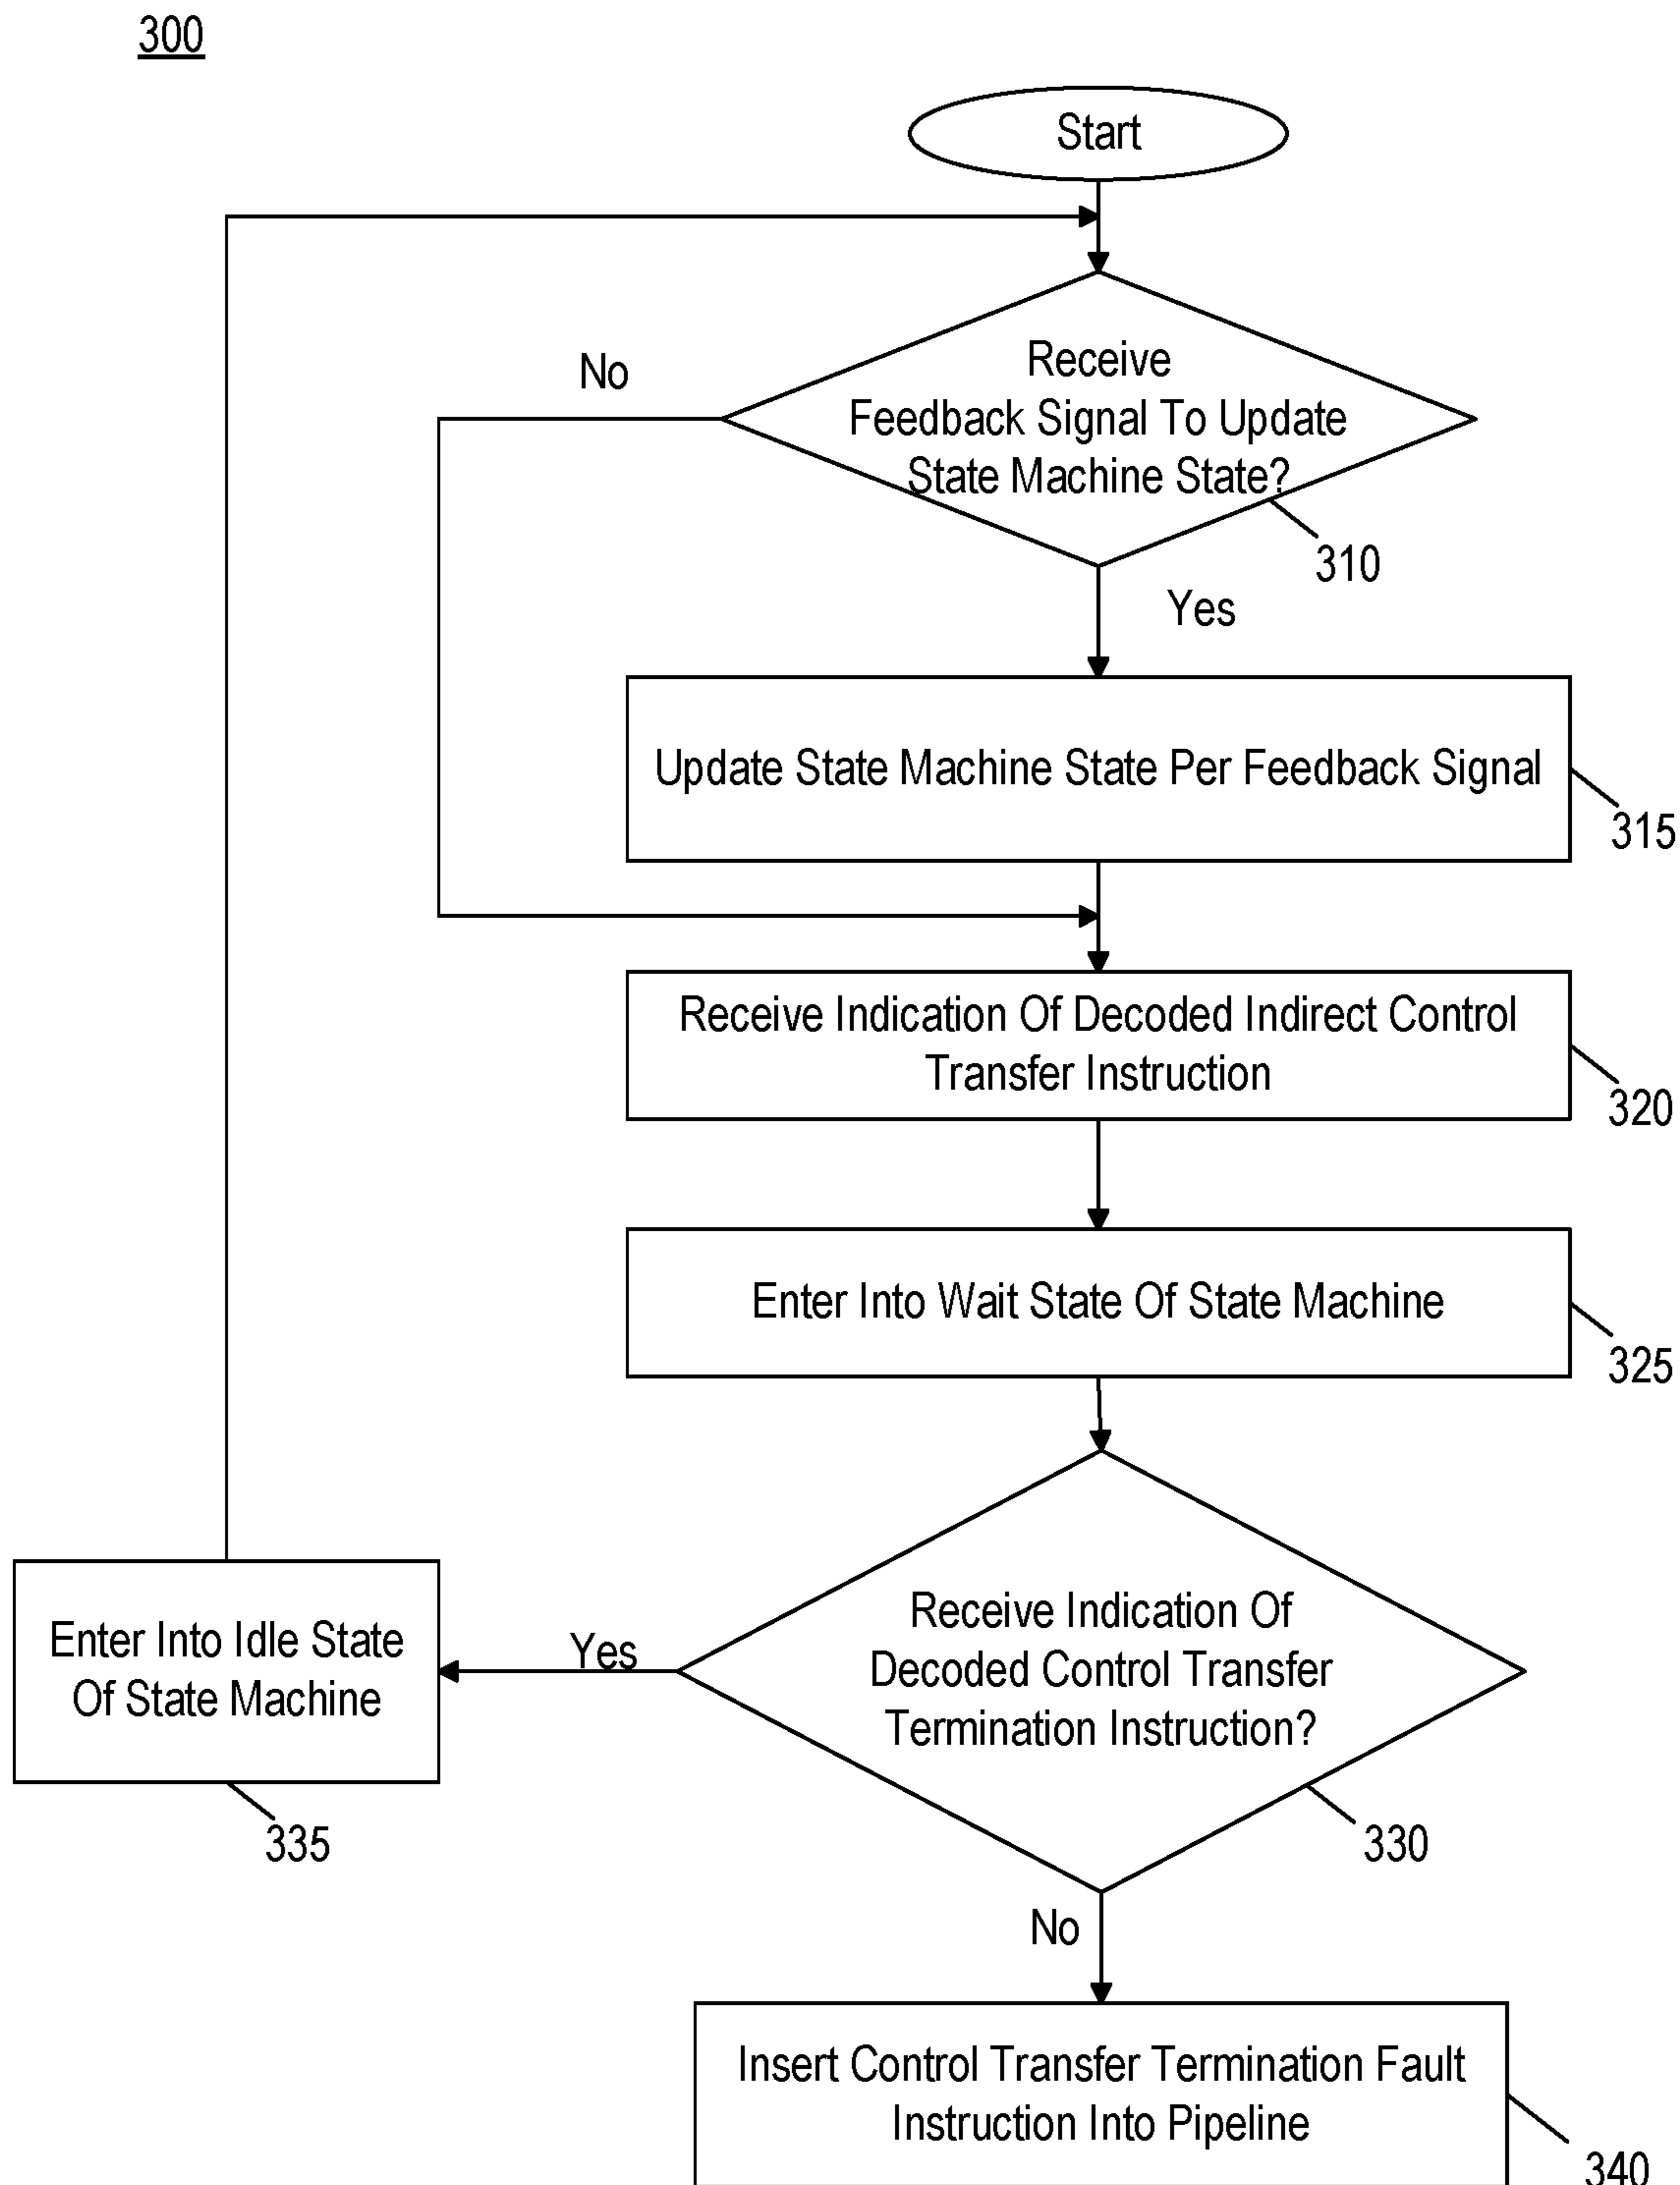 300
Start
Receive
Feedback Signal To Update
State Machine State?
No
310
Yes
Update State Machine State Per Feedback Signal
315
Receive Indication Of Decoded Indirect Control
Transfer Instruction
320
Enter Into Wait State Of State Machine
325
Receive Indication Of
Decoded Control Transfer
Termination Instruction?
Yes
Enter Into Idle State
Of State Machine
335
330
No
Insert Control Transfer Termination Fault
Instruction Into Pipeline
340